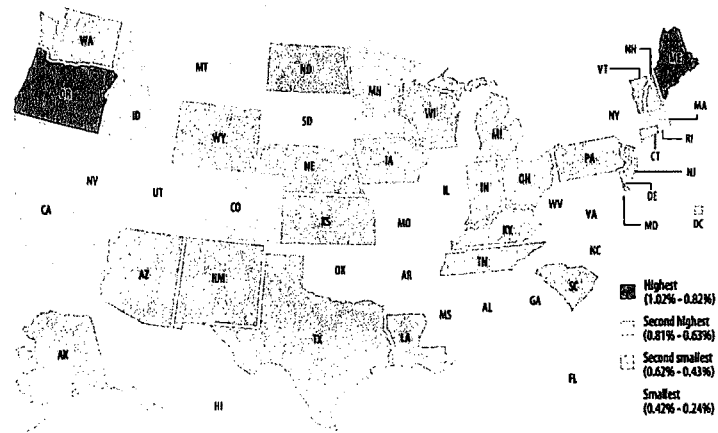 WA
MT
ND
MN
WI
MI
NH
VT
ME
NY
MA
RI
CT
OR
ID
WY
SD
IA
NE
IL
IN
OH
PA
NJ
DE
MD
DC
NV
UT
CO
KS
MO
KY
WV
VA
CA
AZ
NM
OK
AR
TN
NC
SC
TX
LA
MS
AL
GA
FL
AK
HI
Highest
(1.02% - 0.82%)
Second highest
(0.81% - 0.63%)
Second smallest
(0.62% - 0.43%)
Smallest
(0.42% - 0.24%)